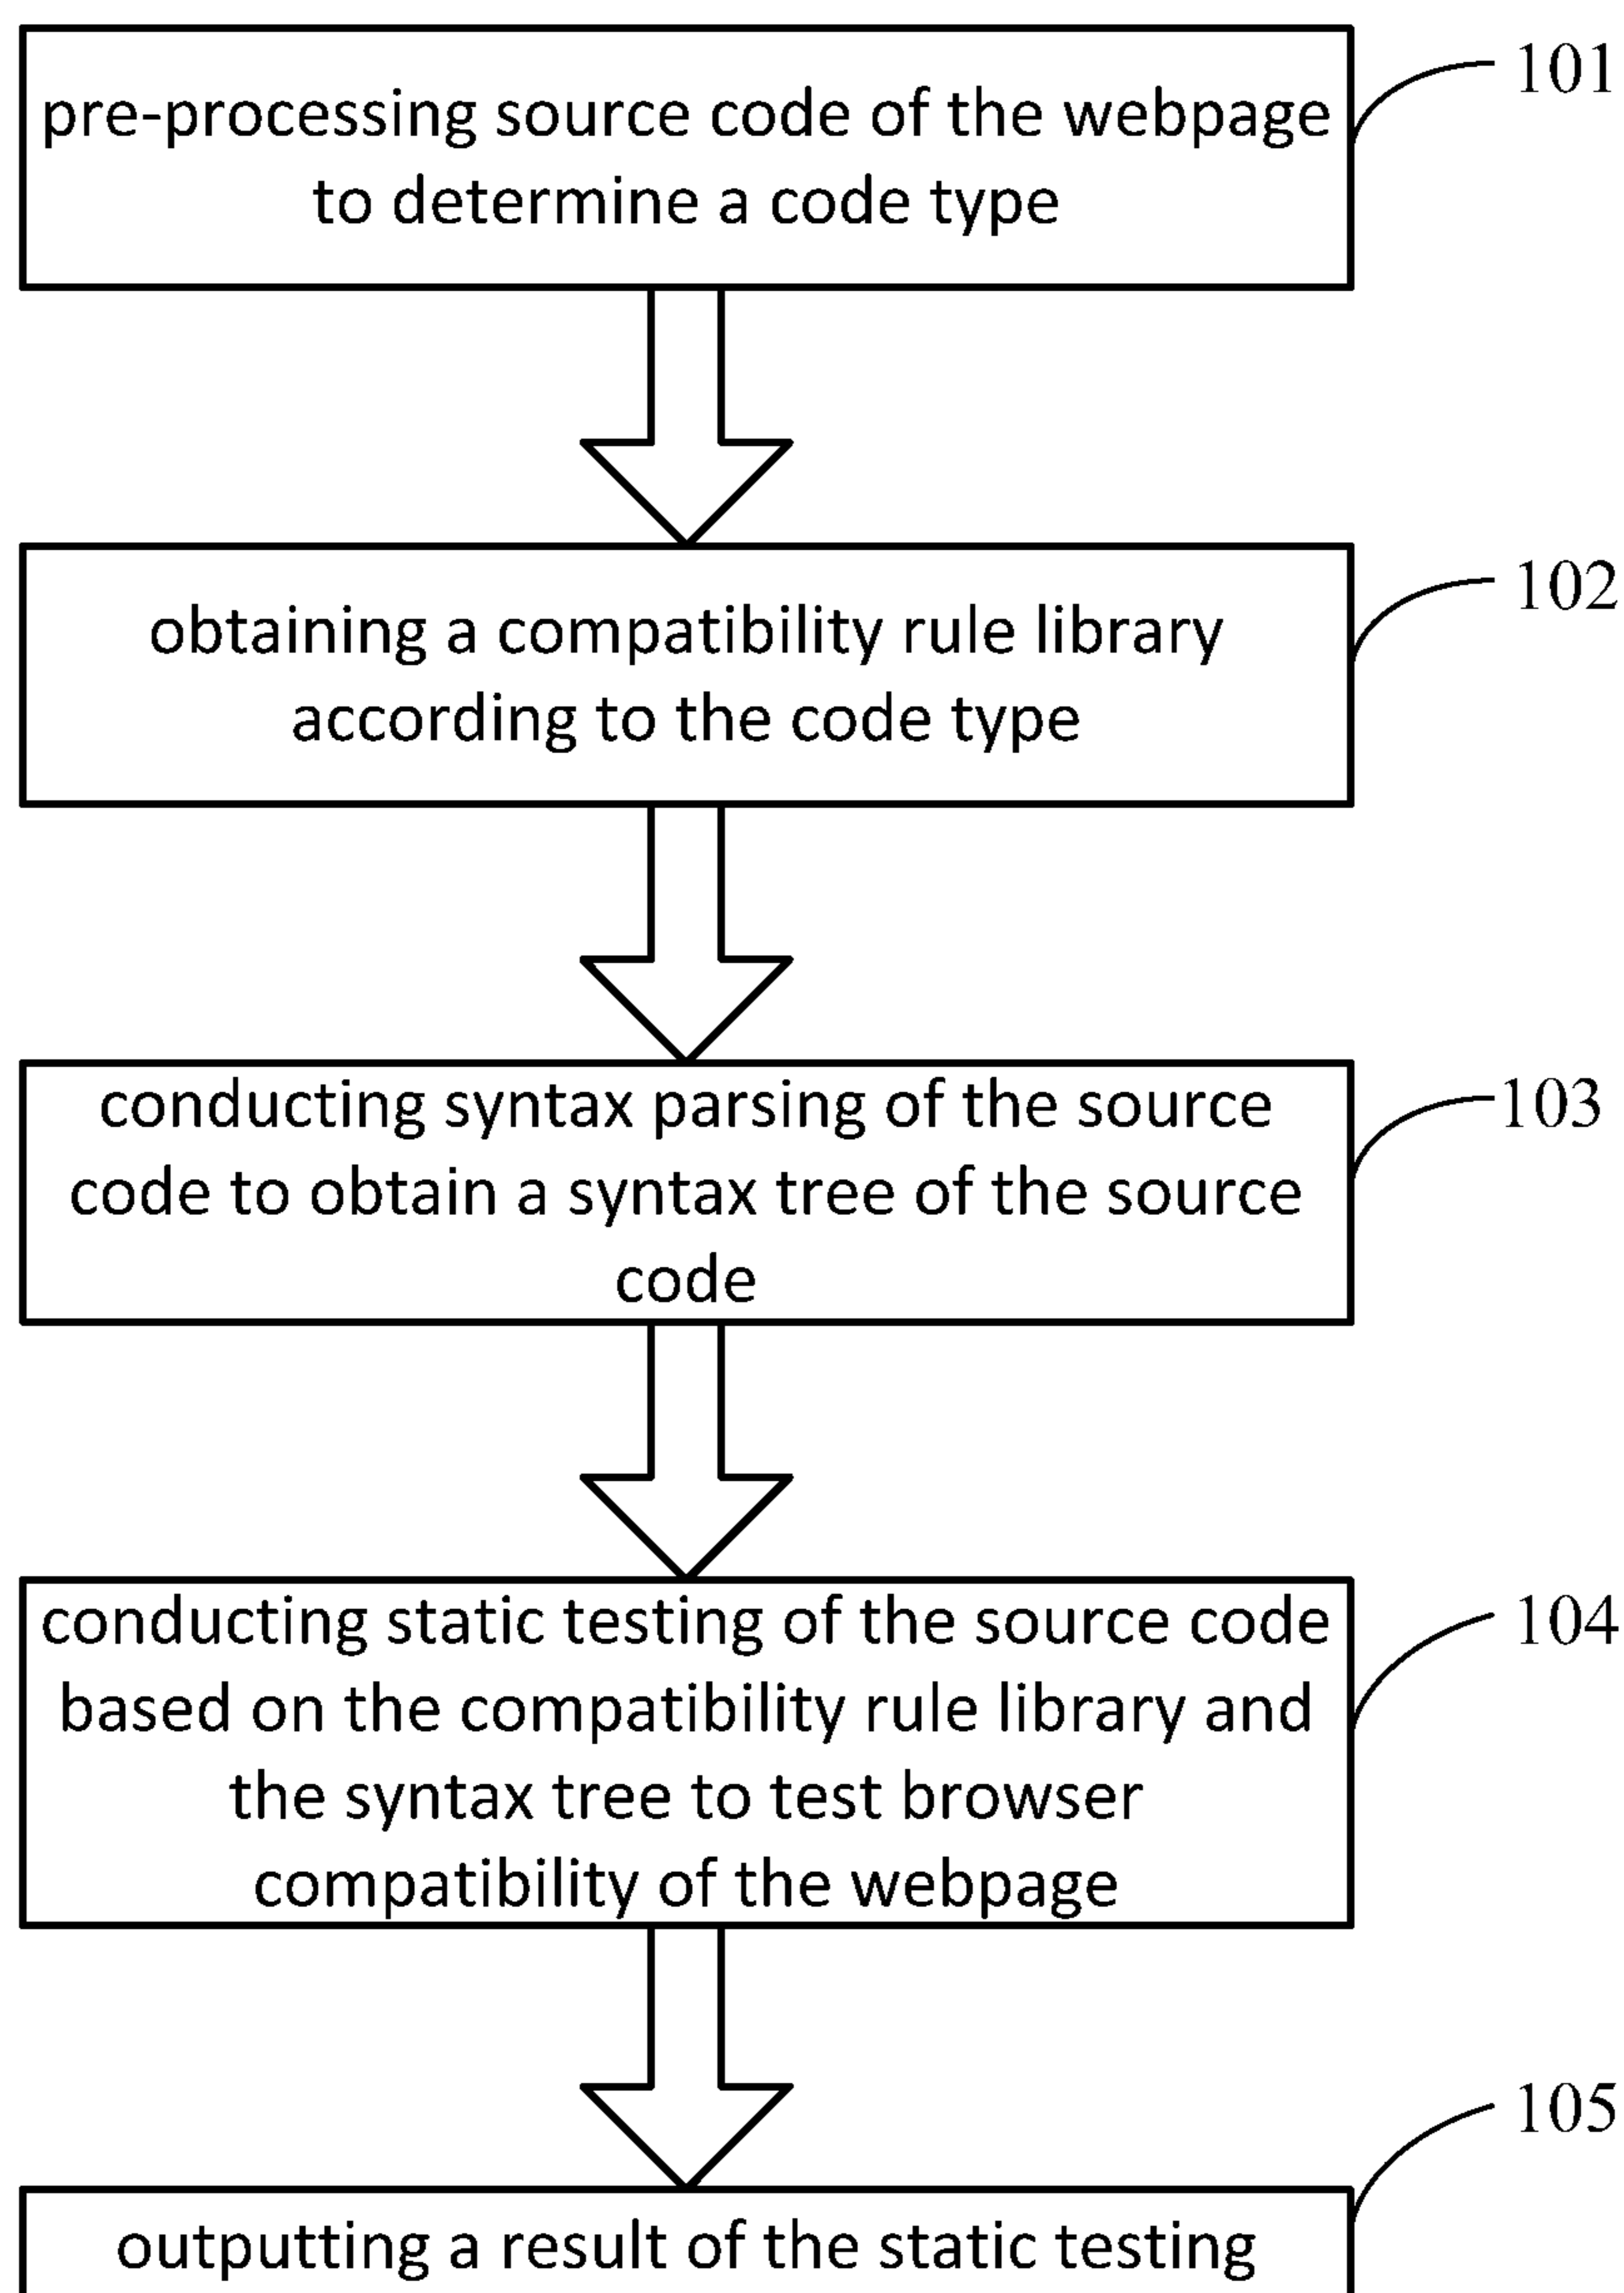 101
pre-processing source code of the webpage
to determine a code type
102
obtaining a compatibility rule library
according to the code type
103
conducting syntax parsing of the source
code to obtain a syntax tree of the source
code
104
conducting static testing of the source code
based on the compatibility rule library and
the syntax tree to test browser
compatibility of the webpage
105
outputting a result of the static testing